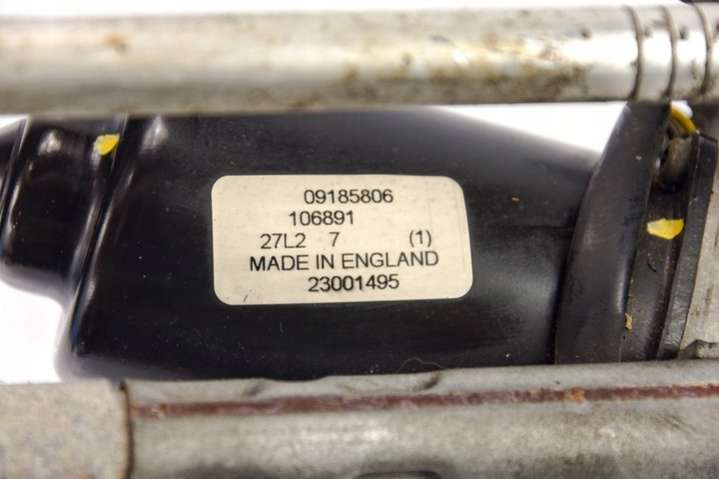 09185806
106891
27L2 7 (1)
MADE IN ENGLAND
23001495